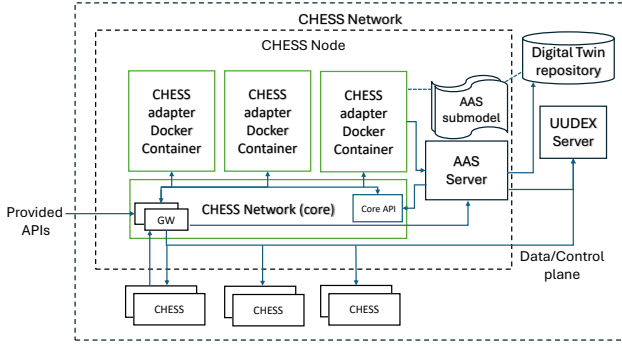 CHESS Network
CHESS Node
Digital Twin
repository
CHESS
adapter
Docker
Container
CHESS
adapter
Docker
Container
CHESS
adapter
Docker
Container
AAS
submodel
UUDEX
Server
AAS
Server
Provided
APIs
GW
CHESS Network (core)
Core API
Data/Control
plane
CHESS
CHESS
CHESS